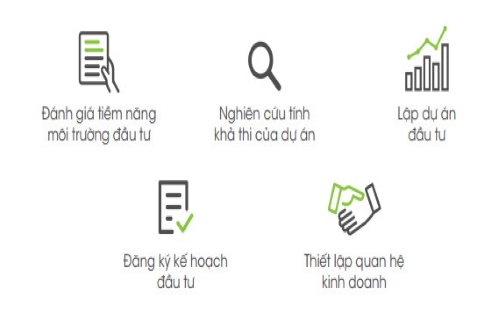 Đánh giá tiềm năng
môi trường đầu tư
Nghiên cứu tính
khả thi của dự án
Lập dự án
đầu tư
Đăng ký kế hoạch
đầu tư
Thiết lập quan hệ
kinh doanh